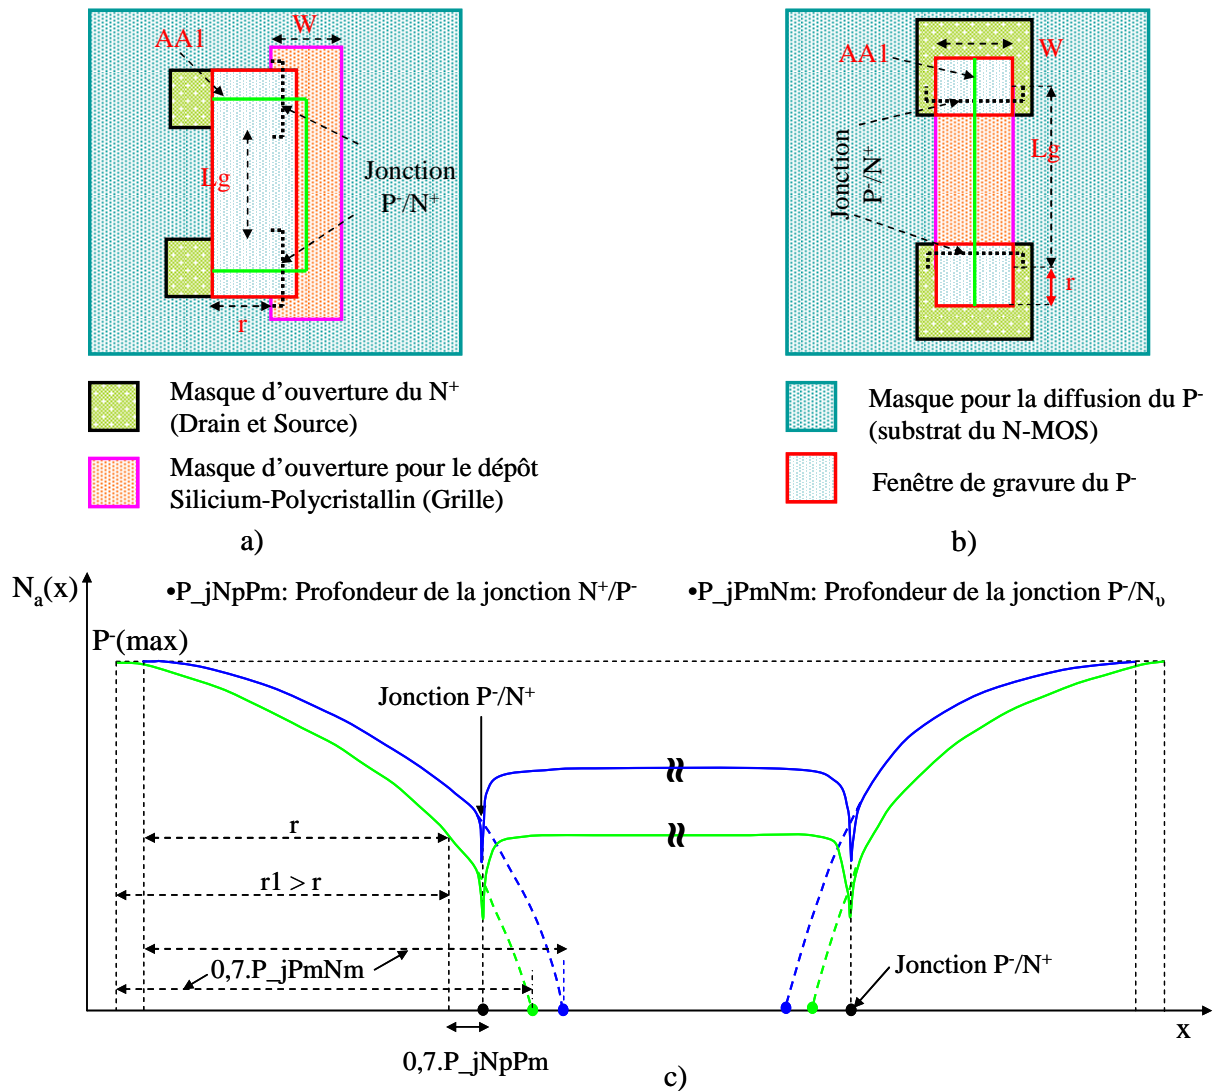 W
AA1
Lg
Jonction
P-/N+
r
W
AA1
Lg
Jonction
P-/N+
r
Masque d'ouverture du N+
(Drain et Source)
Masque d'ouverture pour le dépôt
Silicium-Polycristallin (Grille)
a)
Masque pour la diffusion du P-
(substrat du N-MOS)
Fenêtre de gravure du P-
b)
Na(x)
•P_jNpPm: Profondeur de la jonction N+/P-
•P_jPmNm: Profondeur de la jonction P-/Nυ
P-(max)
Jonction P-/N+
r
r1 > r
0,7.P_jPmNm
Jonction P-/N+
x
0,7.P_jNpPm
c)